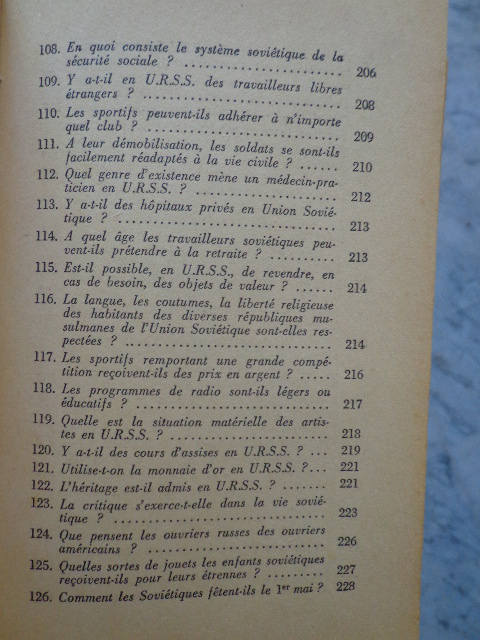 108. En quoi consiste le système soviétique de la
sécurité sociale ? ........................ 206
109. Y a-t-il en U.R.S.S. des travailleurs libres
étrangers ? .............................. 208
110. Les sportifs peuvent-ils adhérer à n'importe
quel club ? .............................. 209
111. A leur démobilisation, les soldats se sont-ils
facilement réadaptés à la vie civile ? ...... 210
112. Quel genre d'existence mène un médecin-pra-
ticien en U.R.S.S. ? ..................... 212
113. Y a-t-il des hôpitaux privés en Union Sovié-
tique ? .................................. 213
114. A quel âge les travailleurs soviétiques peu-
vent-ils prétendre à la retraite ? .......... 213
115. Est-il possible, en U.R.S.S., de revendre, en
cas de besoin, des objets de valeur ? ...... 214
116. La langue, les coutumes, la liberté religieuse
des habitants des diverses républiques mu-
sulmanes de l'Union Soviétique sont-elles res-
pectées ? ................................ 214
117. Les sportifs remportant une grande compé-
tition reçoivent-ils des prix en argent ? ..... 216
118. Les programmes de radio sont-ils légers ou
éducatifs ? .............................. 217
119. Quelle est la situation matérielle des artis-
tes en U.R.S.S. ? ........................ 218
120. Y a-t-il des cours d'assises en U.R.S.S. ? ... 219
121. Utilise-t-on la monnaie d'or en U.R.S.S. ?... 221
122. L'héritage est-il admis en U.R.S.S. ? ....... 221
123. La critique s'exerce-t-elle dans la vie sovié-
tique ? .................................. 223
124. Que pensent les ouvriers russes des ouvriers
américains ? ............................. 226
125. Quelles sortes de jouets les enfants soviétiques
reçoivent-ils pour leurs étrennes ? ......... 227
126. Comment les Soviétiques fêtent-ils le 1er mai ? 228